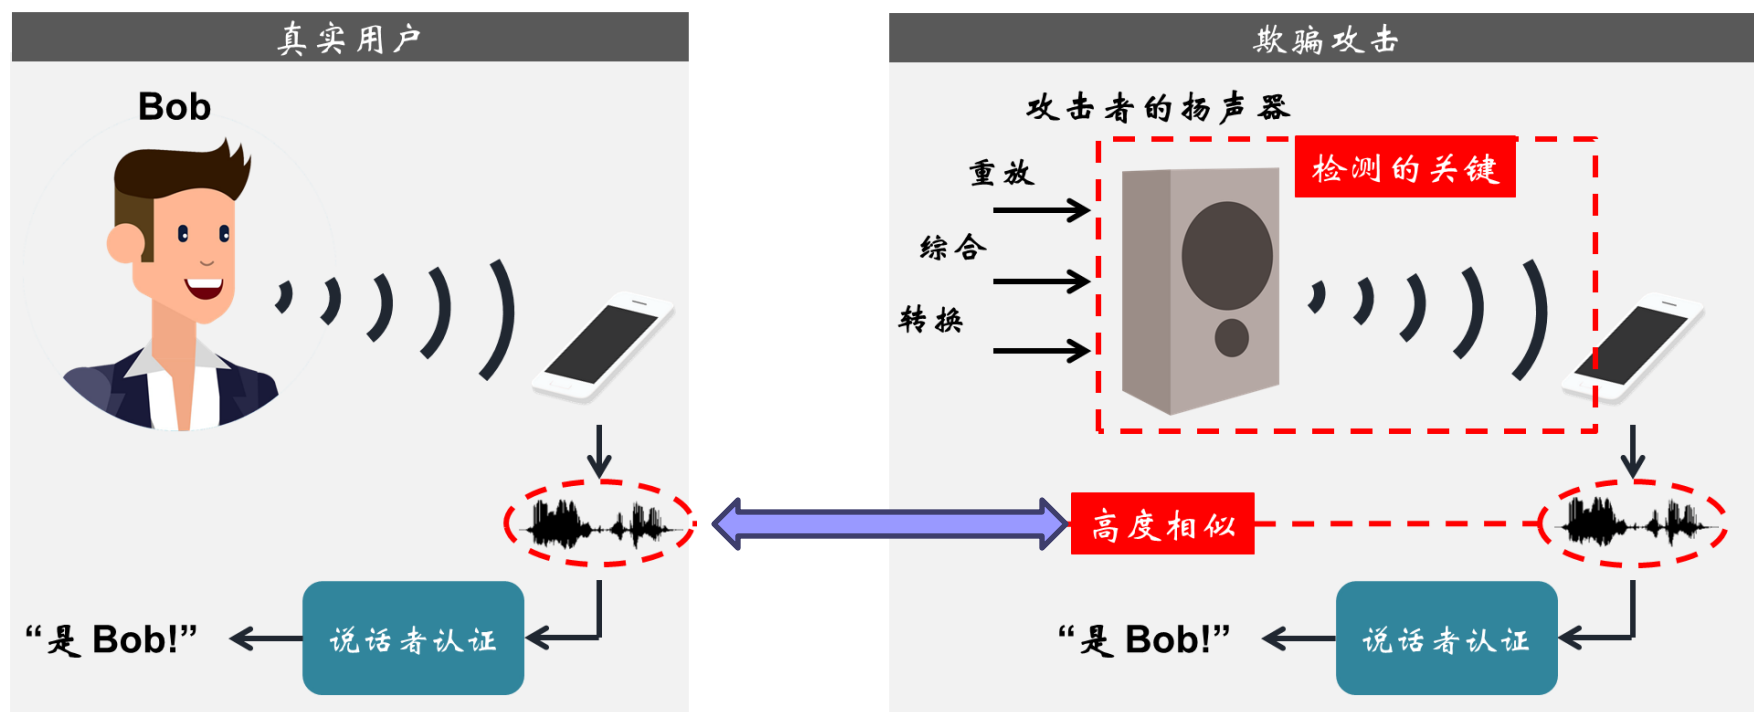 真实用户
Bob
“是 Bob!”
说话者认证
欺骗攻击
攻击者的扬声器
检测的关键
重放
综合
转换
高度相似
“是 Bob!”
说话者认证